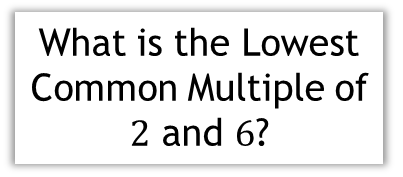 What is the Lowest
Common Multiple of
2 and 6?